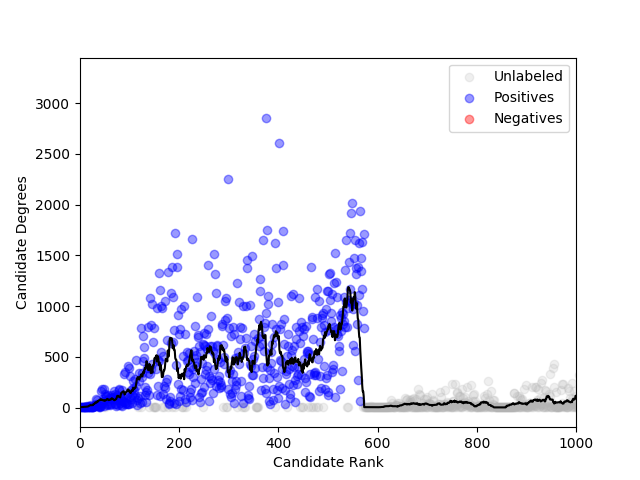 Unlabeled
Positives
Negatives
3000
2500
2000
1500
1000
500
0
Candidate Degrees
0 200 400 600 800 1000
Candidate Rank